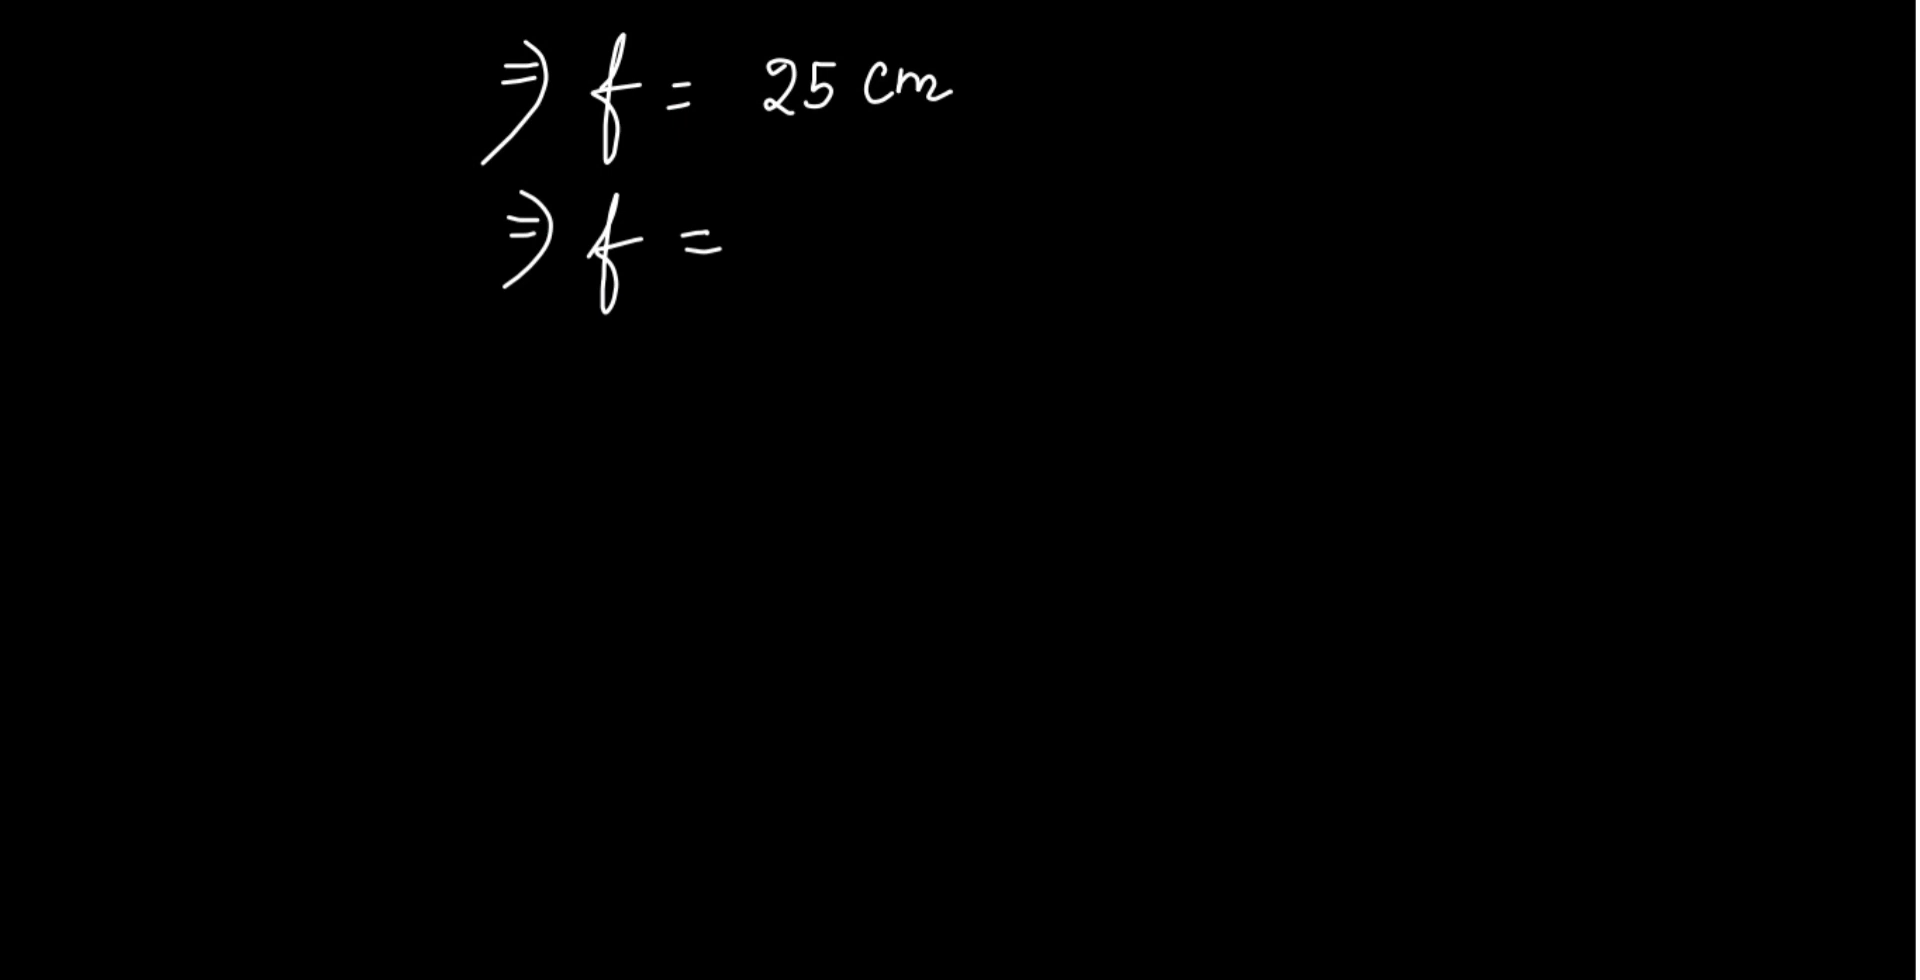 ⇒ f = 25 cm
⇒ f =